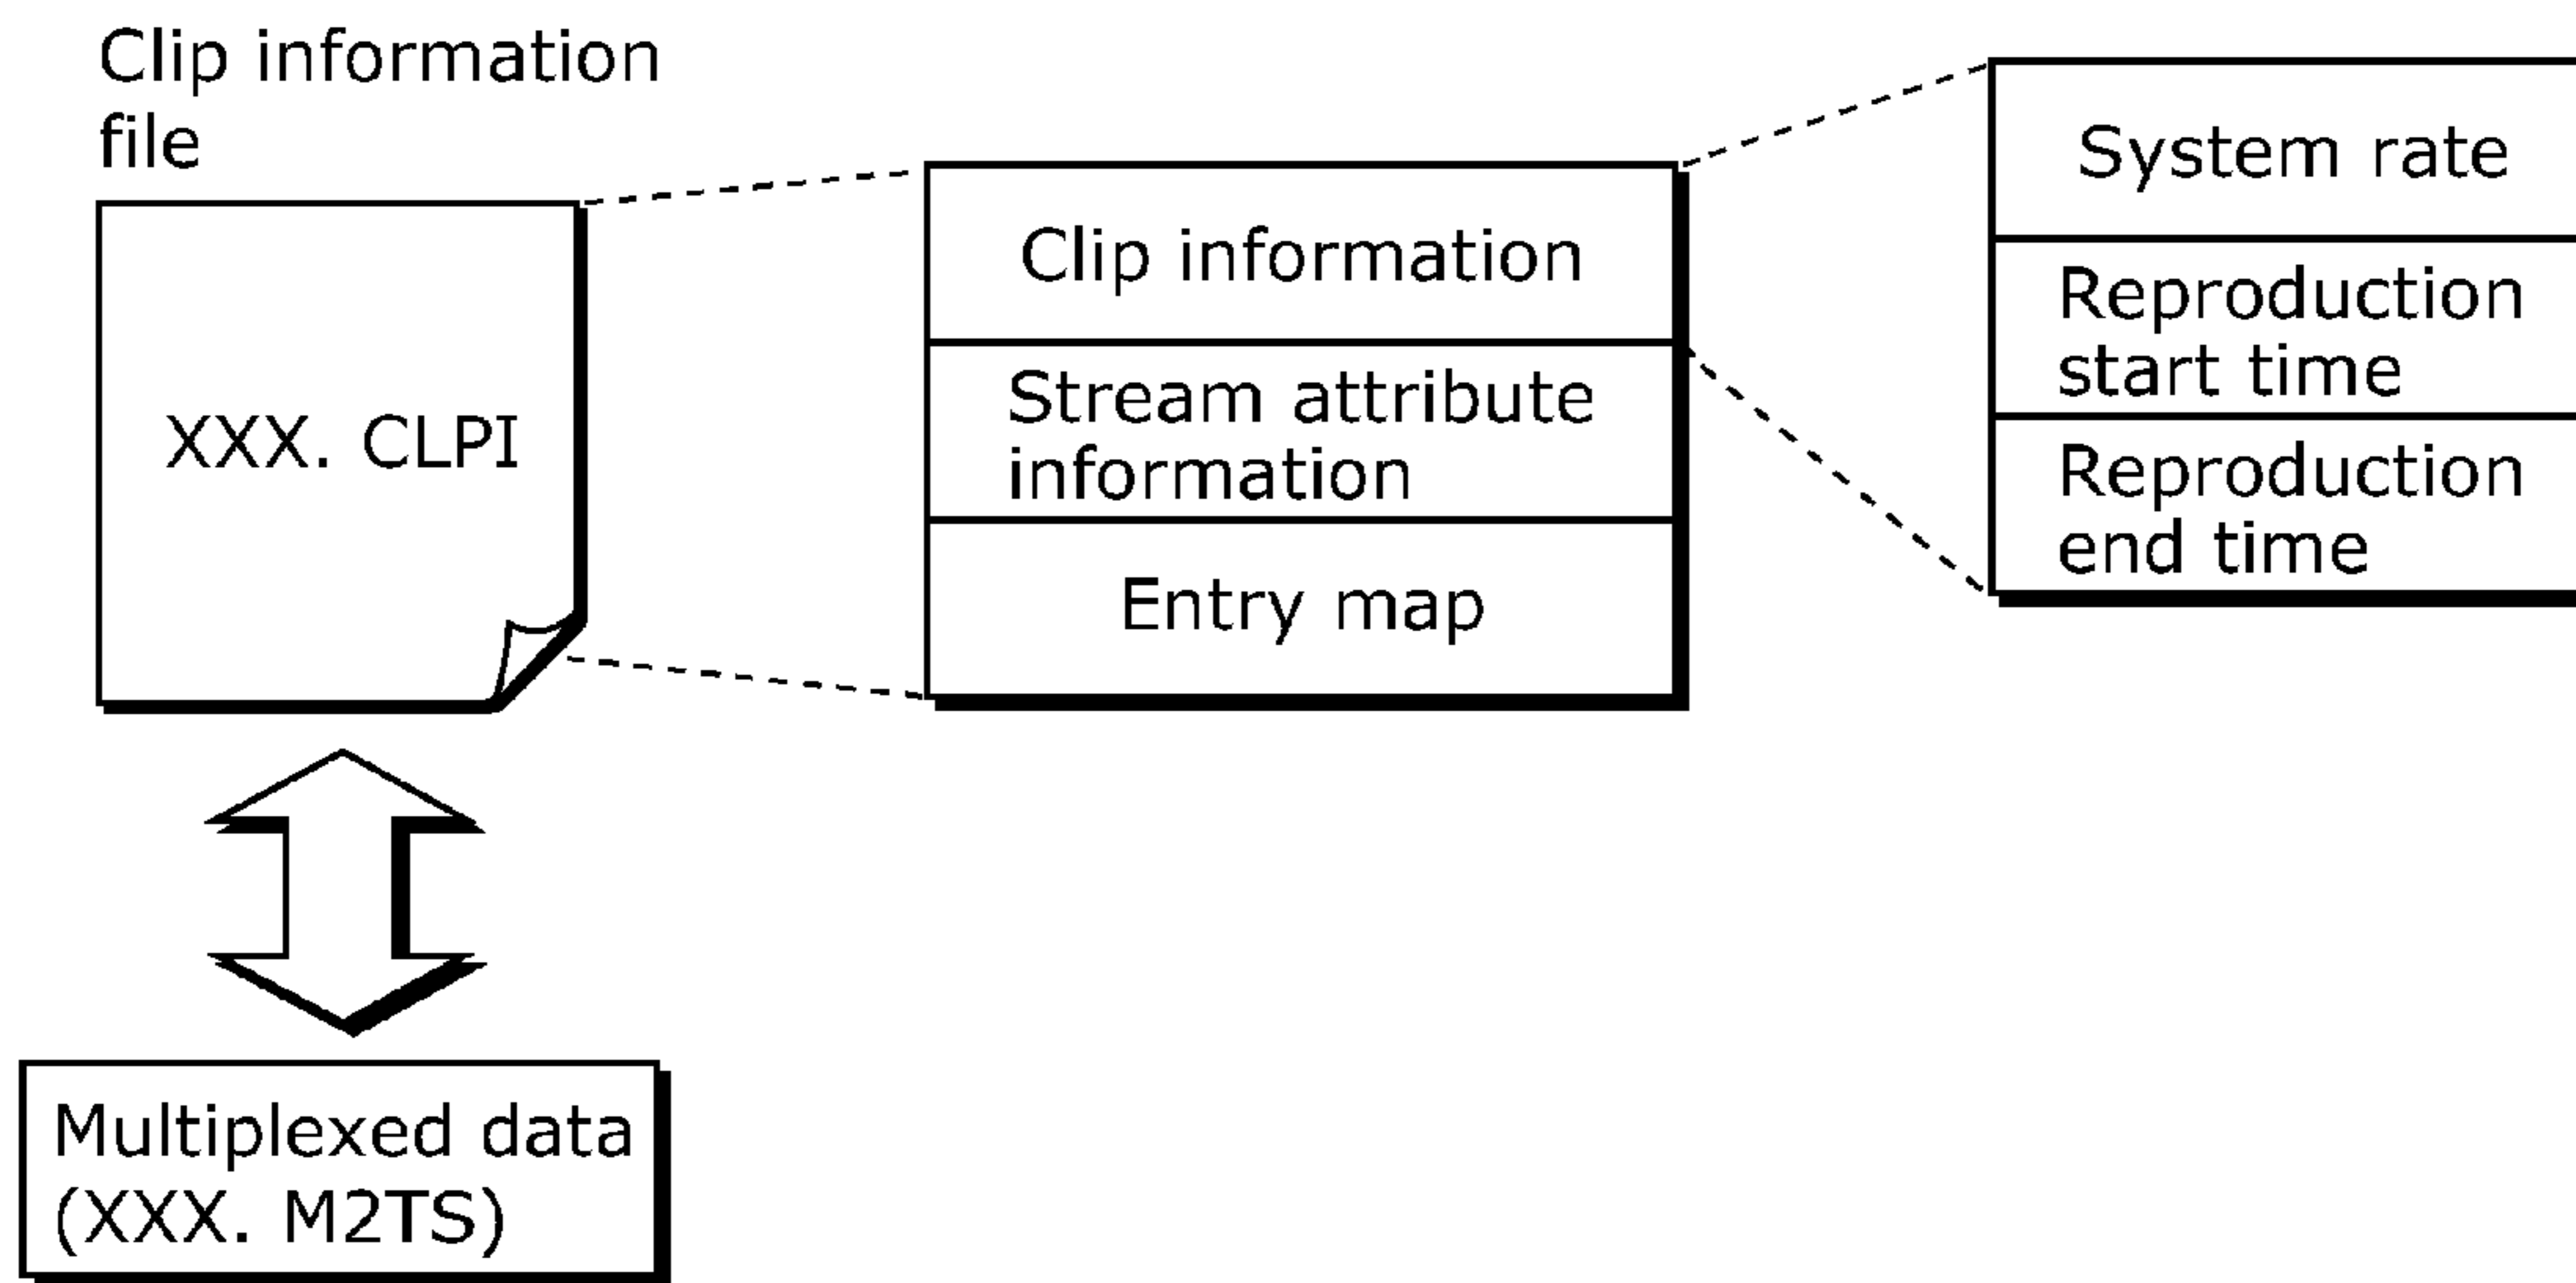 Clip information
file
XXX. CLPI
Clip information
Stream attribute
information
Entry map
System rate
Reproduction
start time
Reproduction
end time
Multiplexed data
(XXX. M2TS)